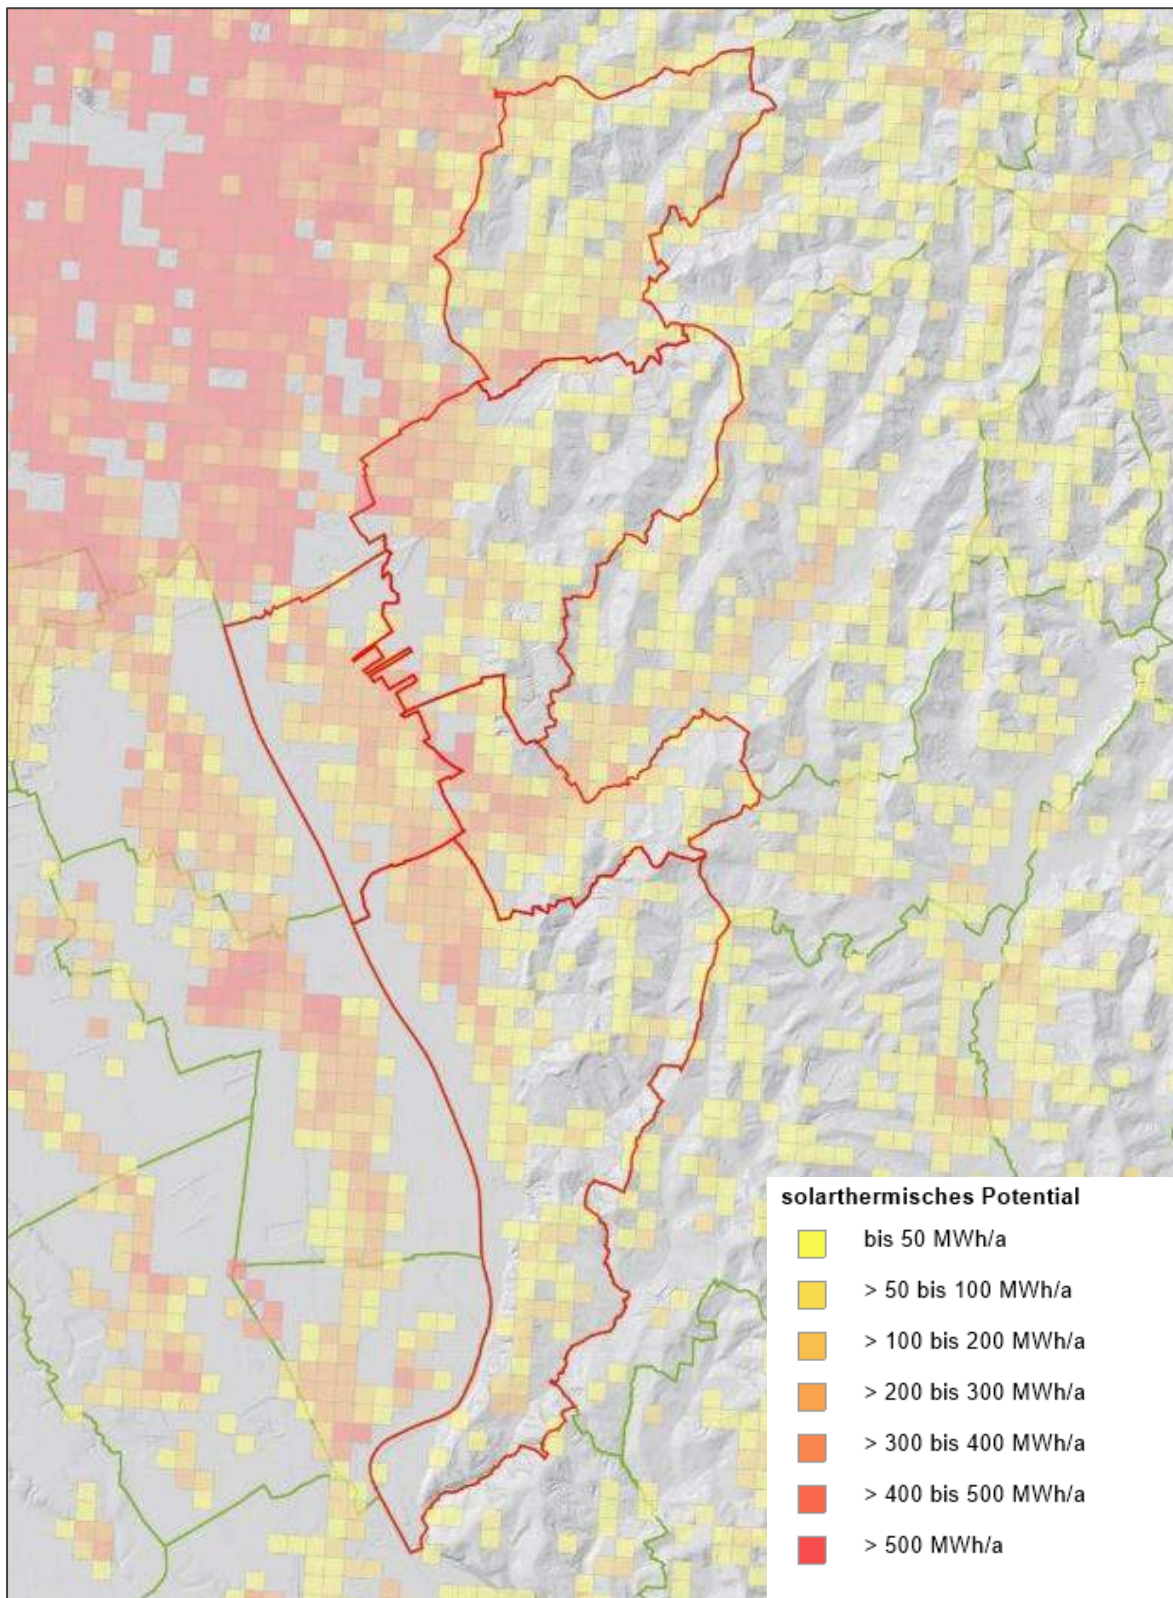 solarthermisches Potential
bis 50 MWh/a
> 50 bis 100 MWh/a
> 100 bis 200 MWh/a
> 200 bis 300 MWh/a
> 300 bis 400 MWh/a
> 400 bis 500 MWh/a
> 500 MWh/a